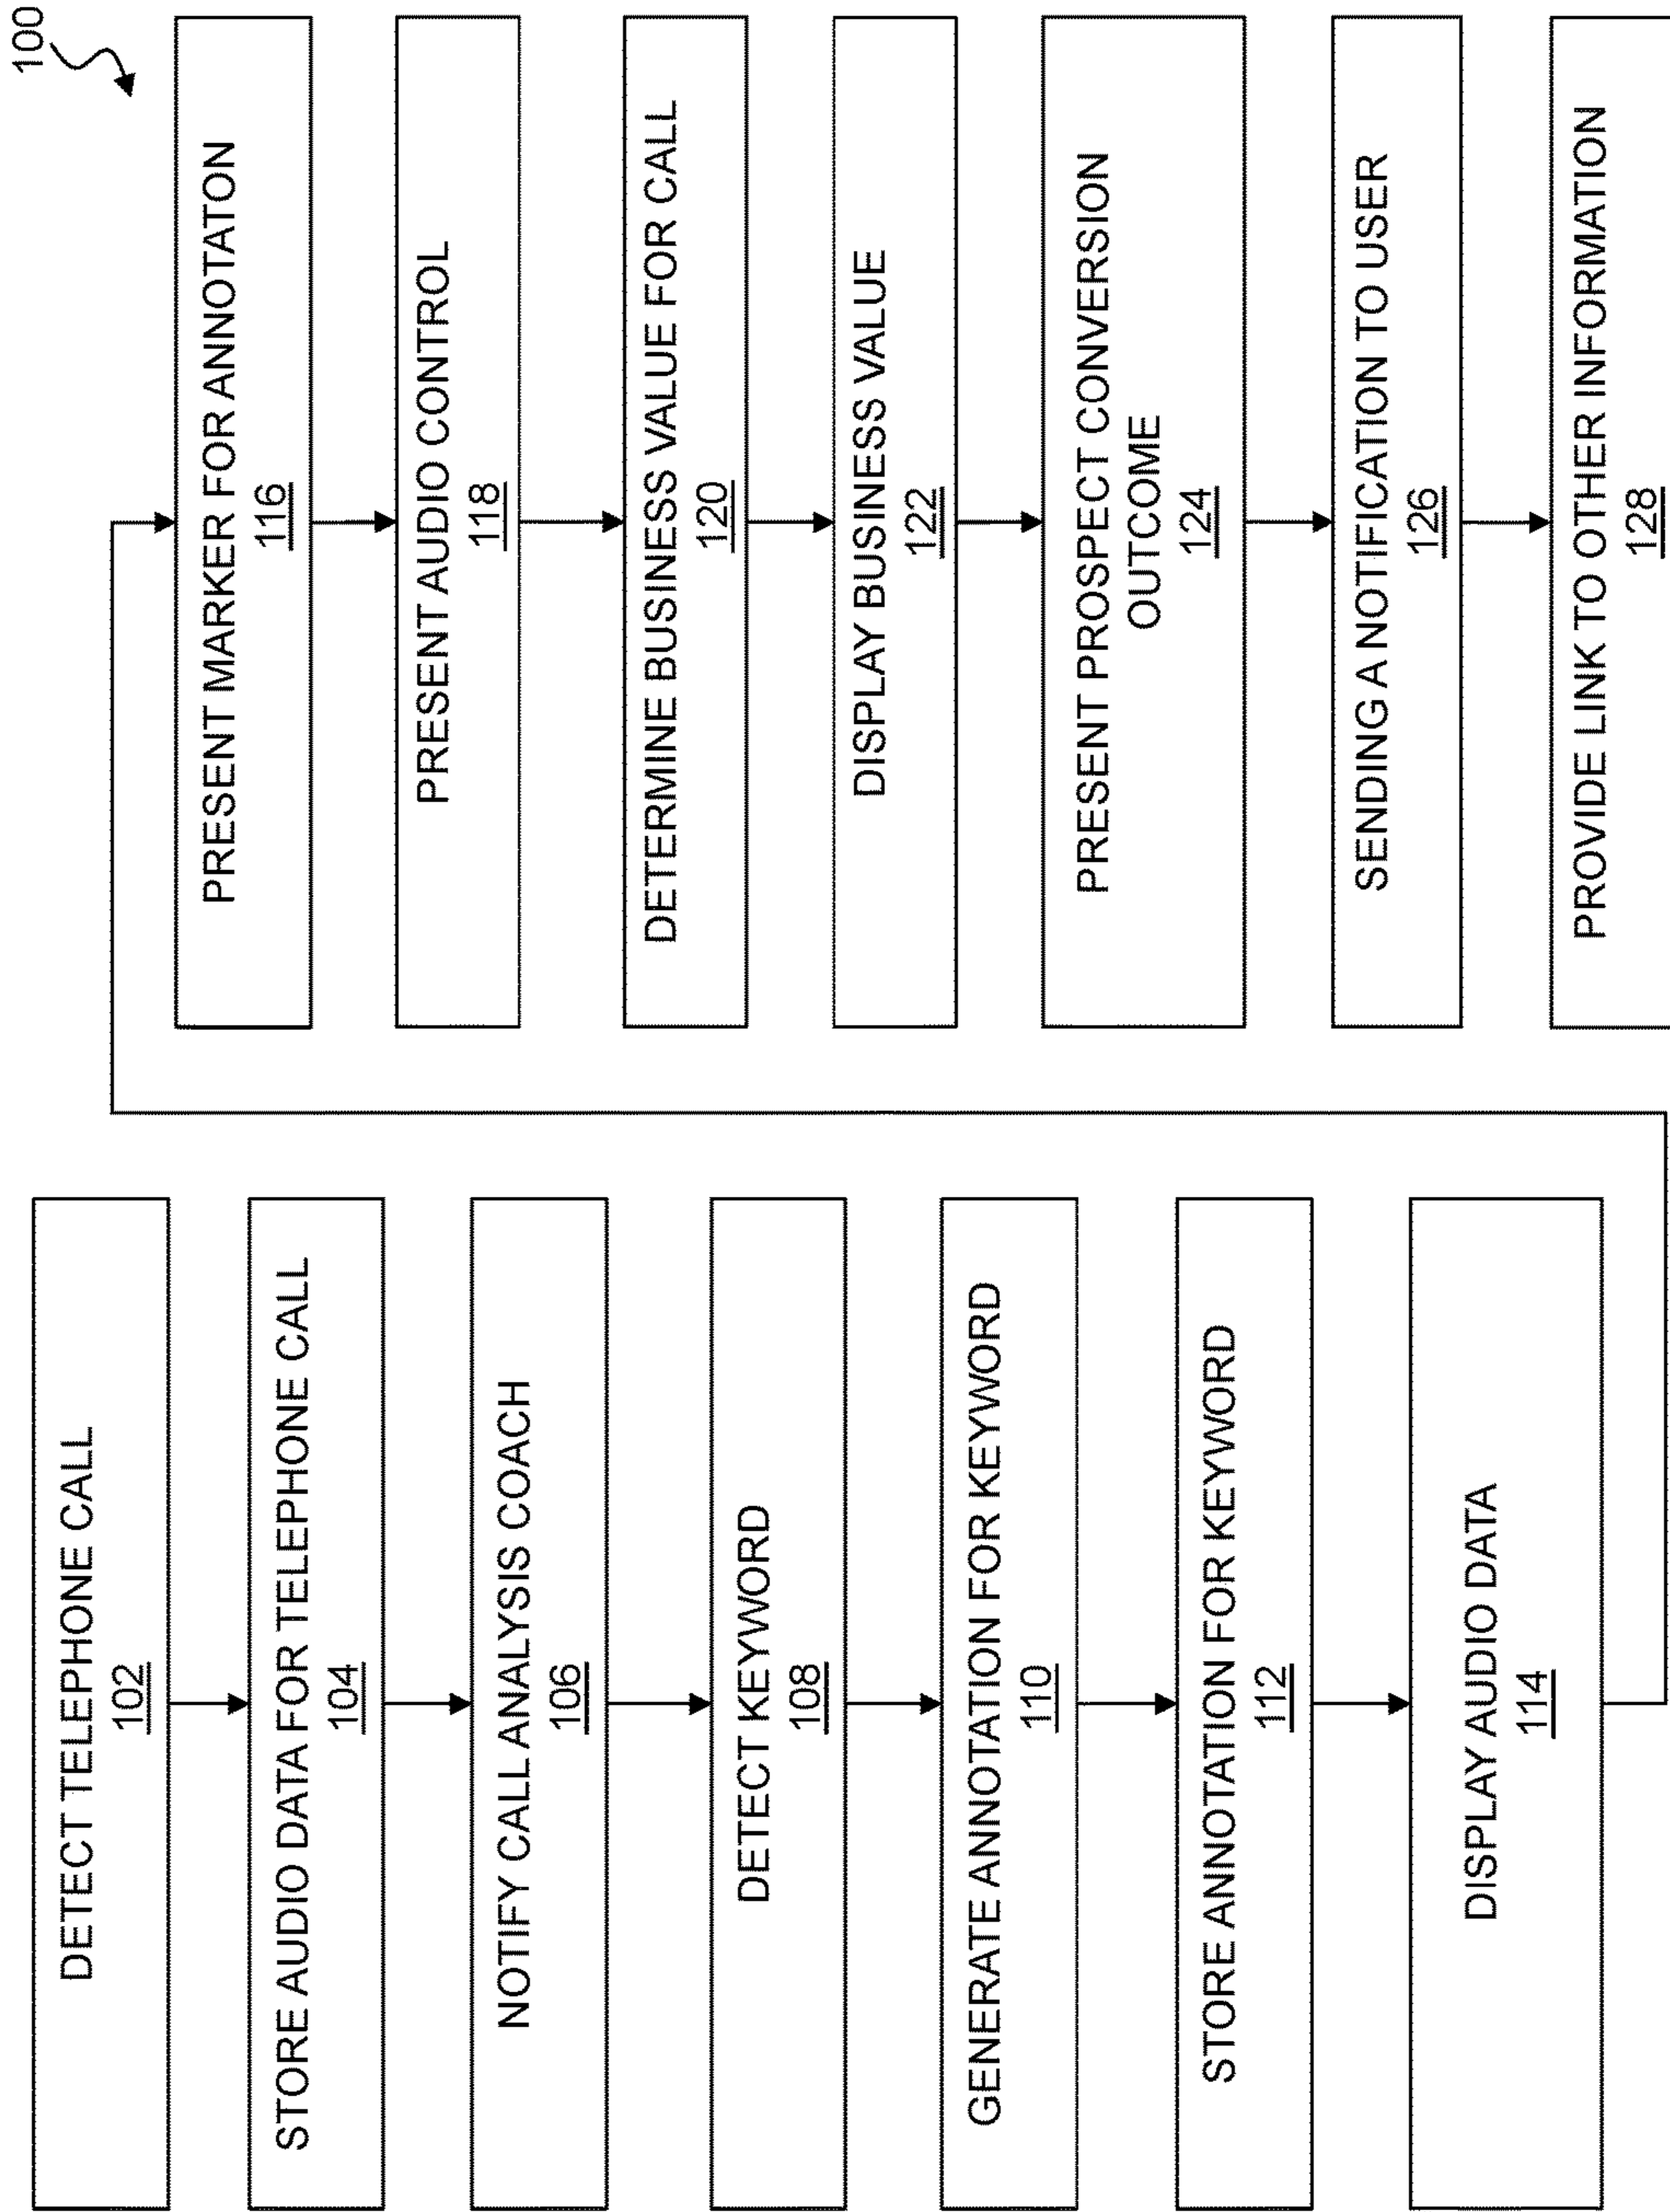 100
DETECT TELEPHONE CALL
102
STORE AUDIO DATA FOR TELEPHONE CALL
104
NOTIFY CALL ANALYSIS COACH
106
DETECT KEYWORD
108
GENERATE ANNOTATION FOR KEYWORD
110
STORE ANNOTATION FOR KEYWORD
112
DISPLAY AUDIO DATA
114
PRESENT MARKER FOR ANNOTATON
116
PRESENT AUDIO CONTROL
118
DETERMINE BUSINESS VALUE FOR CALL
120
DISPLAY BUSINESS VALUE
122
PRESENT PROSPECT CONVERSION
OUTCOME
124
SENDING A NOTIFICATION TO USER
126
PROVIDE LINK TO OTHER INFORMATION
128